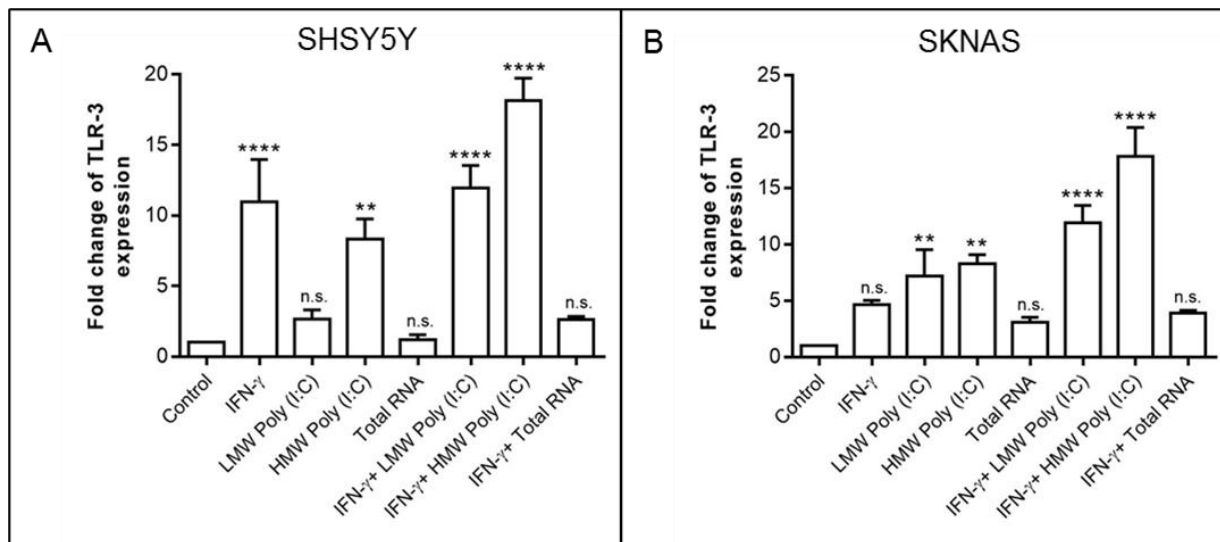 A
SHSY5Y
Fold change of TLR-3
expression
20
15
10
5
0
****
n.s.
**
n.s.
****
****
n.s.
Control
IFN-γ
LMW Poly (I:C)
HMW Poly (I:C)
Total RNA
IFN-γ+ LMW Poly (I:C)
IFN-γ+ HMW Poly (I:C)
IFN-γ+ Total RNA
B
SKNAS
Fold change of TLR-3
expression
25
20
15
10
5
0
n.s.
**
**
n.s.
****
****
n.s.
Control
IFN-γ
LMW Poly (I:C)
HMW Poly (I:C)
Total RNA
IFN-γ+ LMW Poly (I:C)
IFN-γ+ HMW Poly (I:C)
IFN-γ+ Total RNA